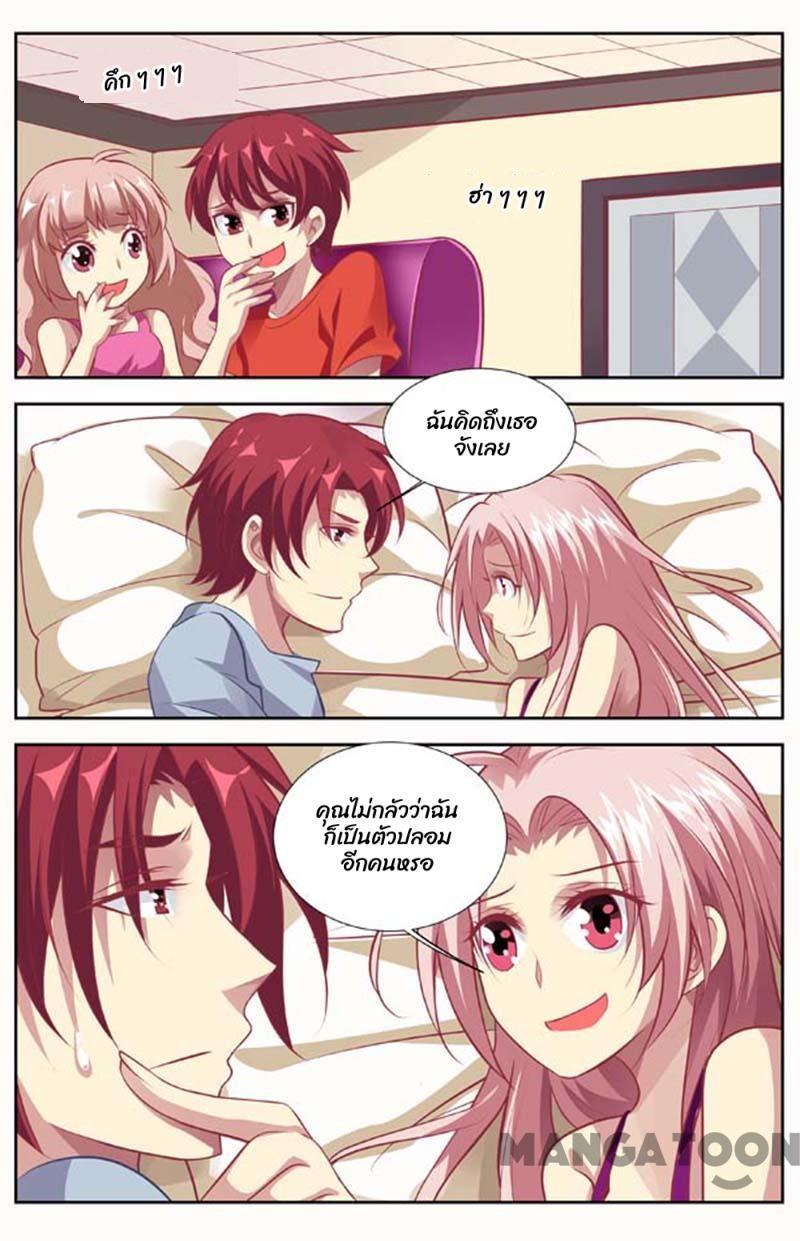 คึก ๆ ๆ ๆ
ฮ่า ๆ ๆ ๆ
ฉันคิดถึงเธอ
จังเลย
คุณไม่กลัวว่าฉัน
ก็เป็นตัวปลอม
อีกคนหรอ
MANGATOON